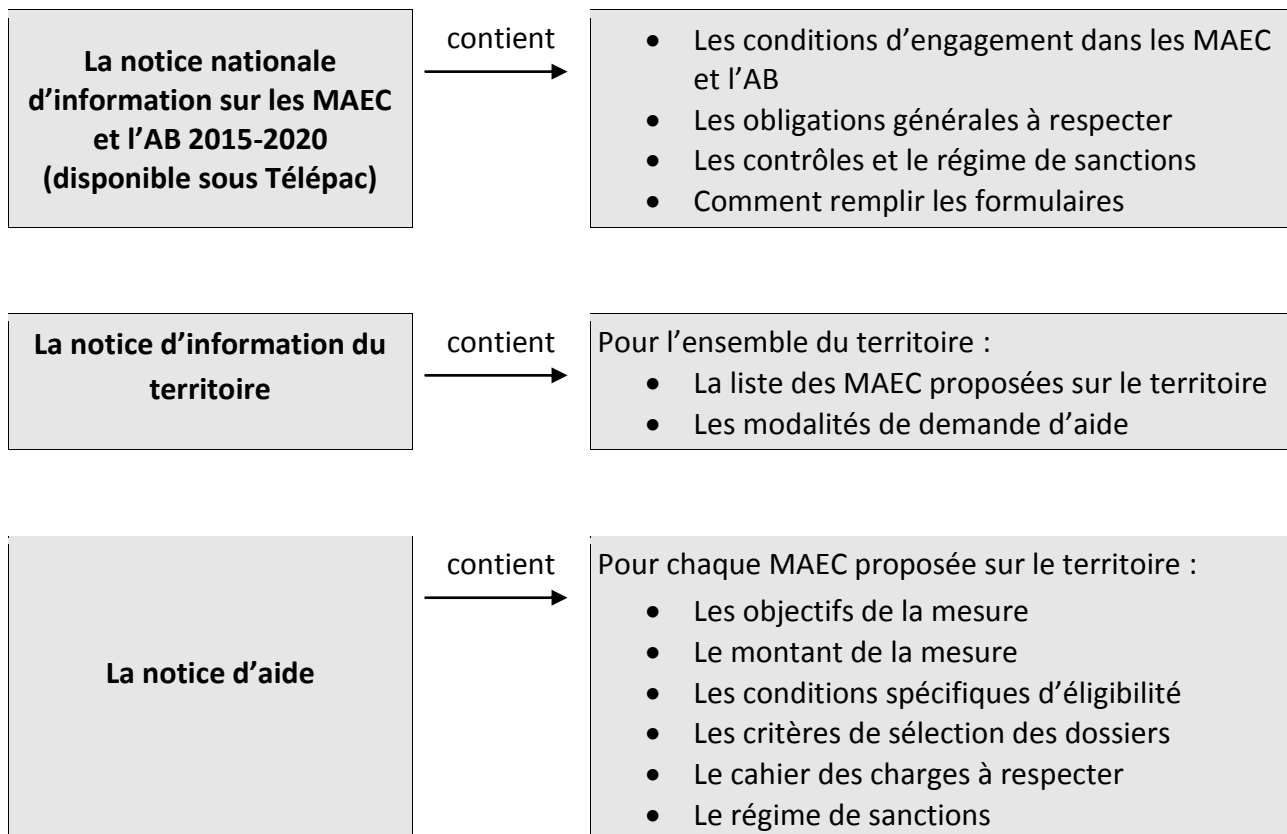 La notice nationale
d’information sur les MAEC
et l’AB 2015-2020
(disponible sous Télépac)
contient
• Les conditions d’engagement dans les MAEC
et l’AB
• Les obligations générales à respecter
• Les contrôles et le régime de sanctions
• Comment remplir les formulaires
La notice d’information du
territoire
contient
Pour l’ensemble du territoire :
• La liste des MAEC proposées sur le territoire
• Les modalités de demande d’aide
La notice d’aide
contient
Pour chaque MAEC proposée sur le territoire :
• Les objectifs de la mesure
• Le montant de la mesure
• Les conditions spécifiques d’éligibilité
• Les critères de sélection des dossiers
• Le cahier des charges à respecter
• Le régime de sanctions